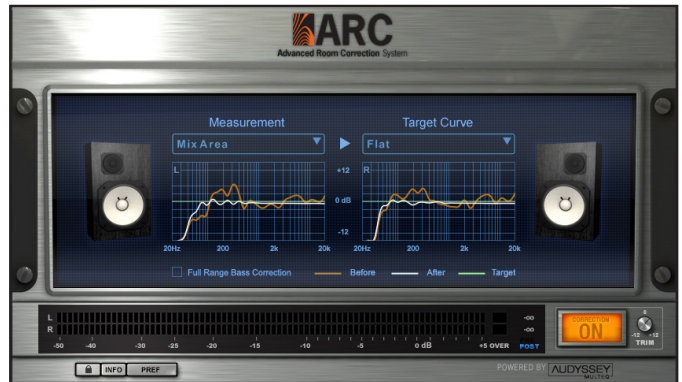 ARC
Advanced Room Correction System
Measurement
Target Curve
Mix Area
Flat
L
R
+12
0 dB
-12
20Hz 200 2k 20k
20Hz 200 2k 20k
Full Range Bass Correction
Before
After
Target
L
R
-∞
-∞
-50 -40 -30 -25 -20 -15 -10 -5 0 dB +5 OVER
POST
CORRECTION
ON
0
-12 12
TRIM
INFO
PREF
POWERED BY AUDYSSEY
MULTEQ